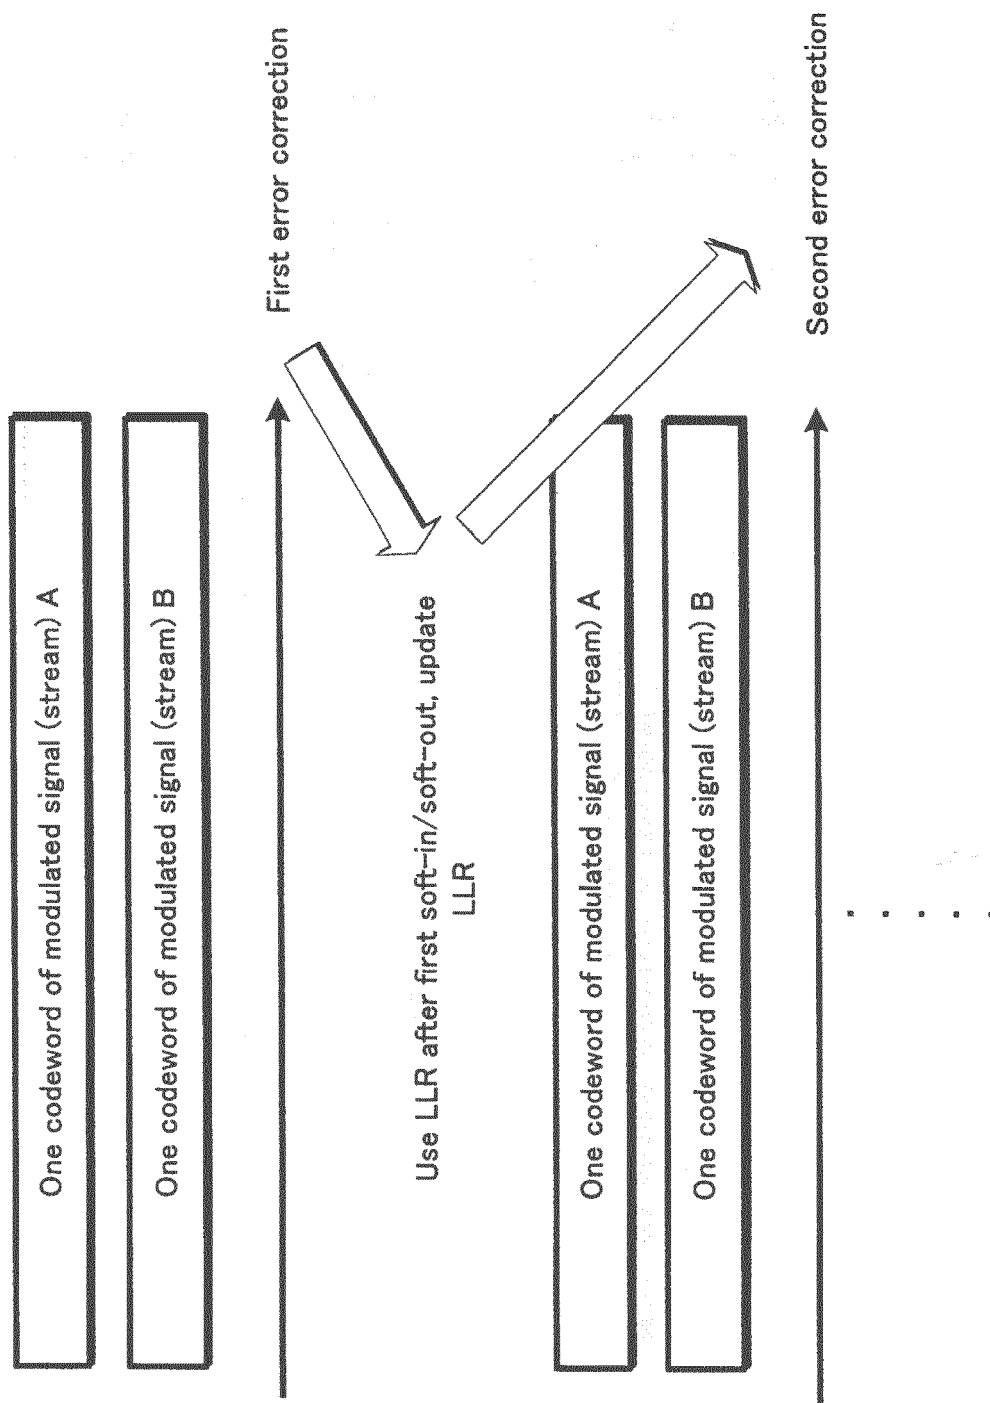 One codeword of modulated signal (stream) A
One codeword of modulated signal (stream) B
First error correction
Use LLR after first soft-in/soft-out, update
LLR
One codeword of modulated signal (stream) A
One codeword of modulated signal (stream) B
Second error correction